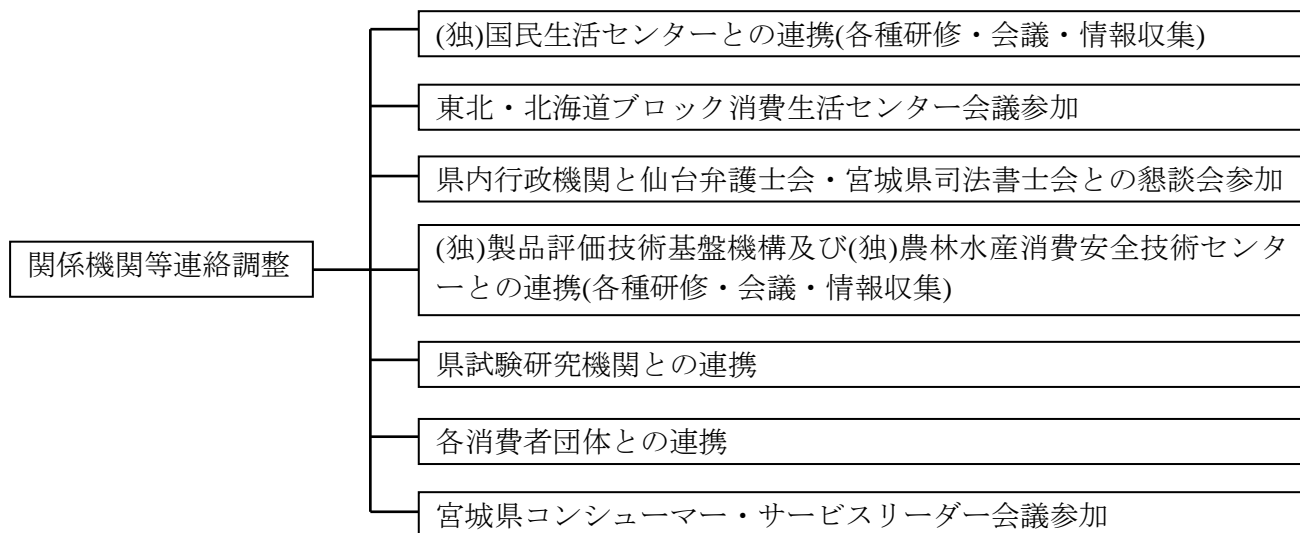 (独)国民生活センターとの連携(各種研修・会議・情報収集)
東北・北海道ブロック消費生活センター会議参加
県内行政機関と仙台弁護士会・宮城県司法書士会との懇談会参加
関係機関等連絡調整
(独)製品評価技術基盤機構及び(独)農林水産消費安全技術センタ
ーとの連携(各種研修・会議・情報収集)
県試験研究機関との連携
各消費者団体との連携
宮城県コンシューマー・サービスリーダー会議参加